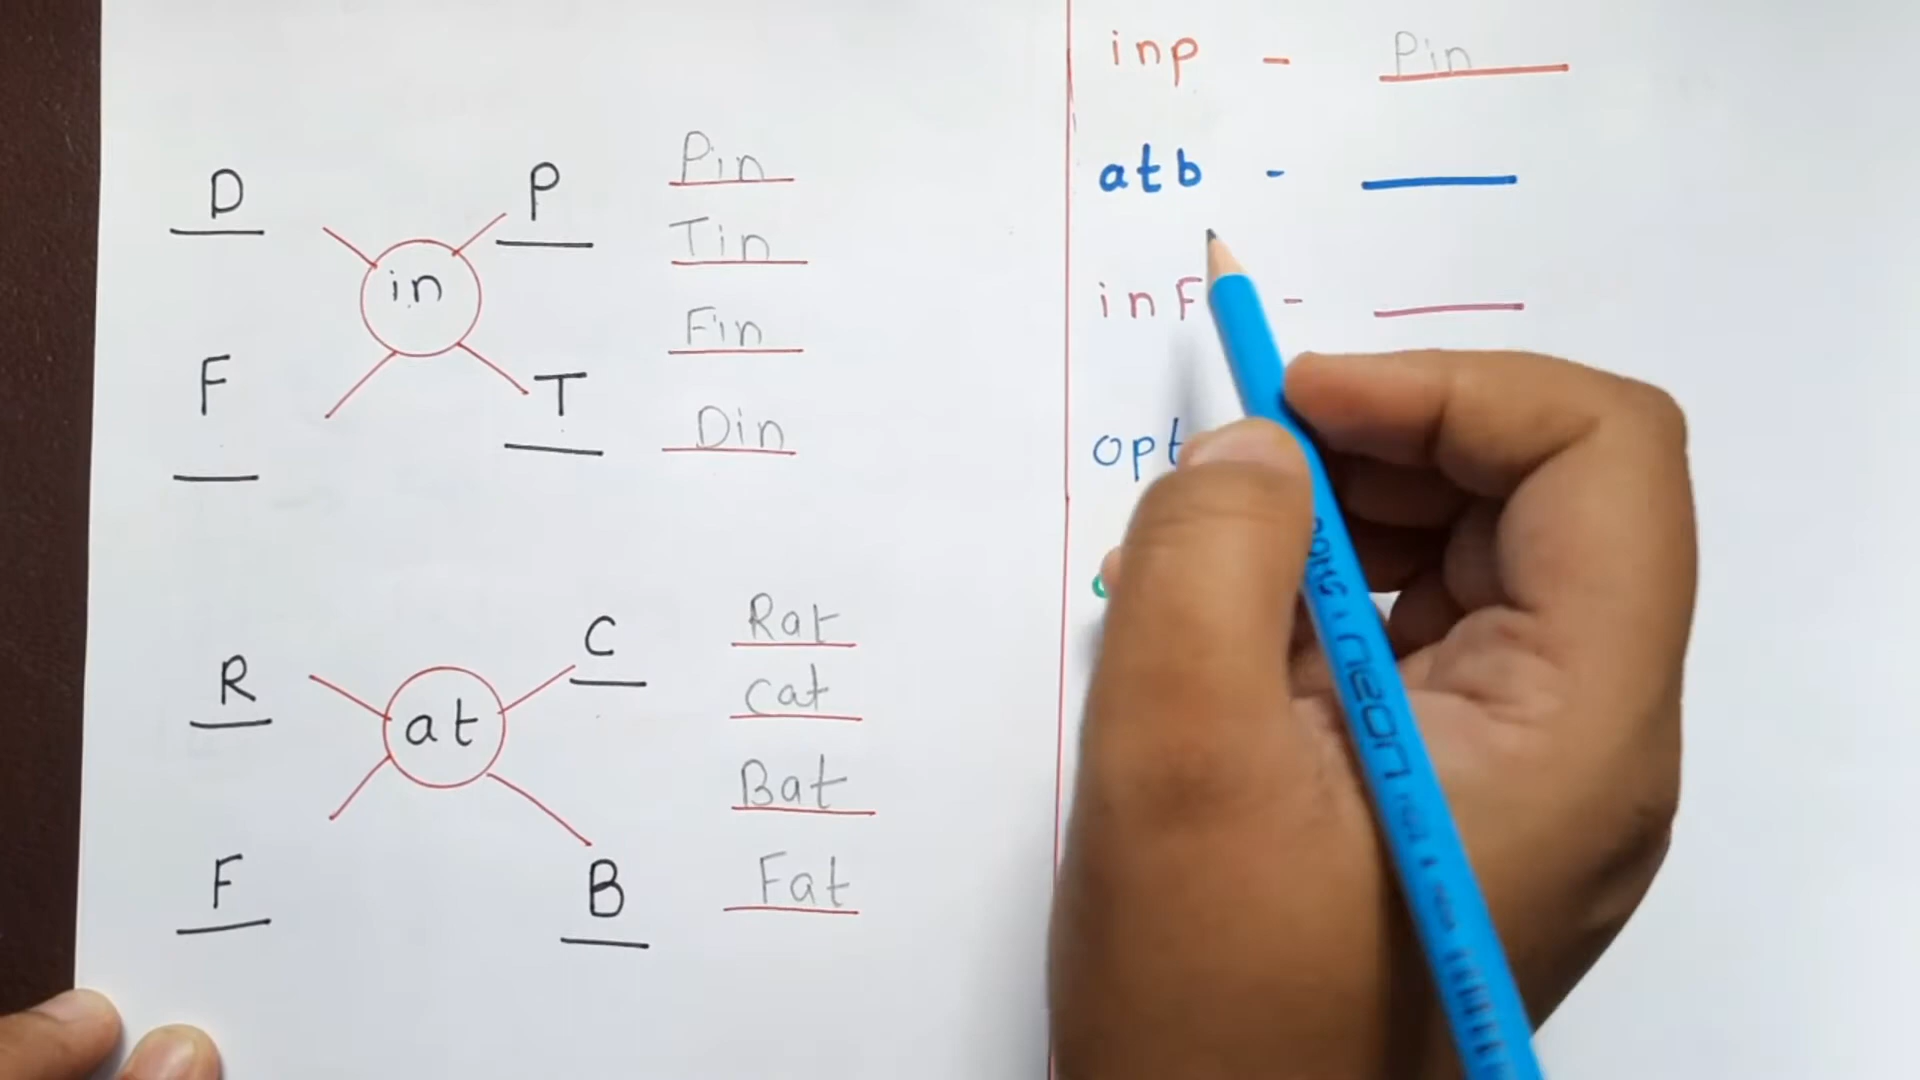 D
P
in
F
T
Pin
Tin
Fin
Din
R
C
at
F
B
Rat
cat
Bat
Fat
inp - Pin
atb -
inF -
opt
neon